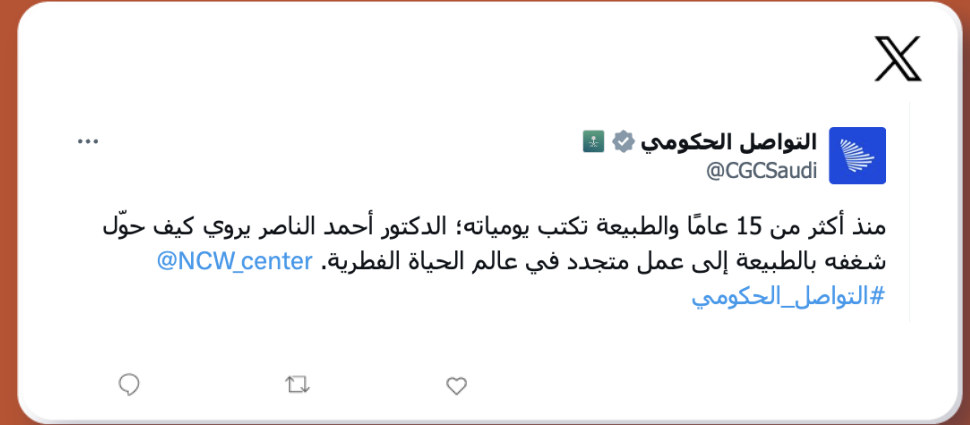 التواصل الحكومي
@CGCSaudi
منذ أكثر من 15 عامًا والطبيعة تكتب يومياته؛ الدكتور أحمد الناصر يروي كيف حوّل
شغفه بالطبيعة إلى عمل متجدد في عالم الحياة الفطرية. @NCW_center
#التواصل_الحكومي